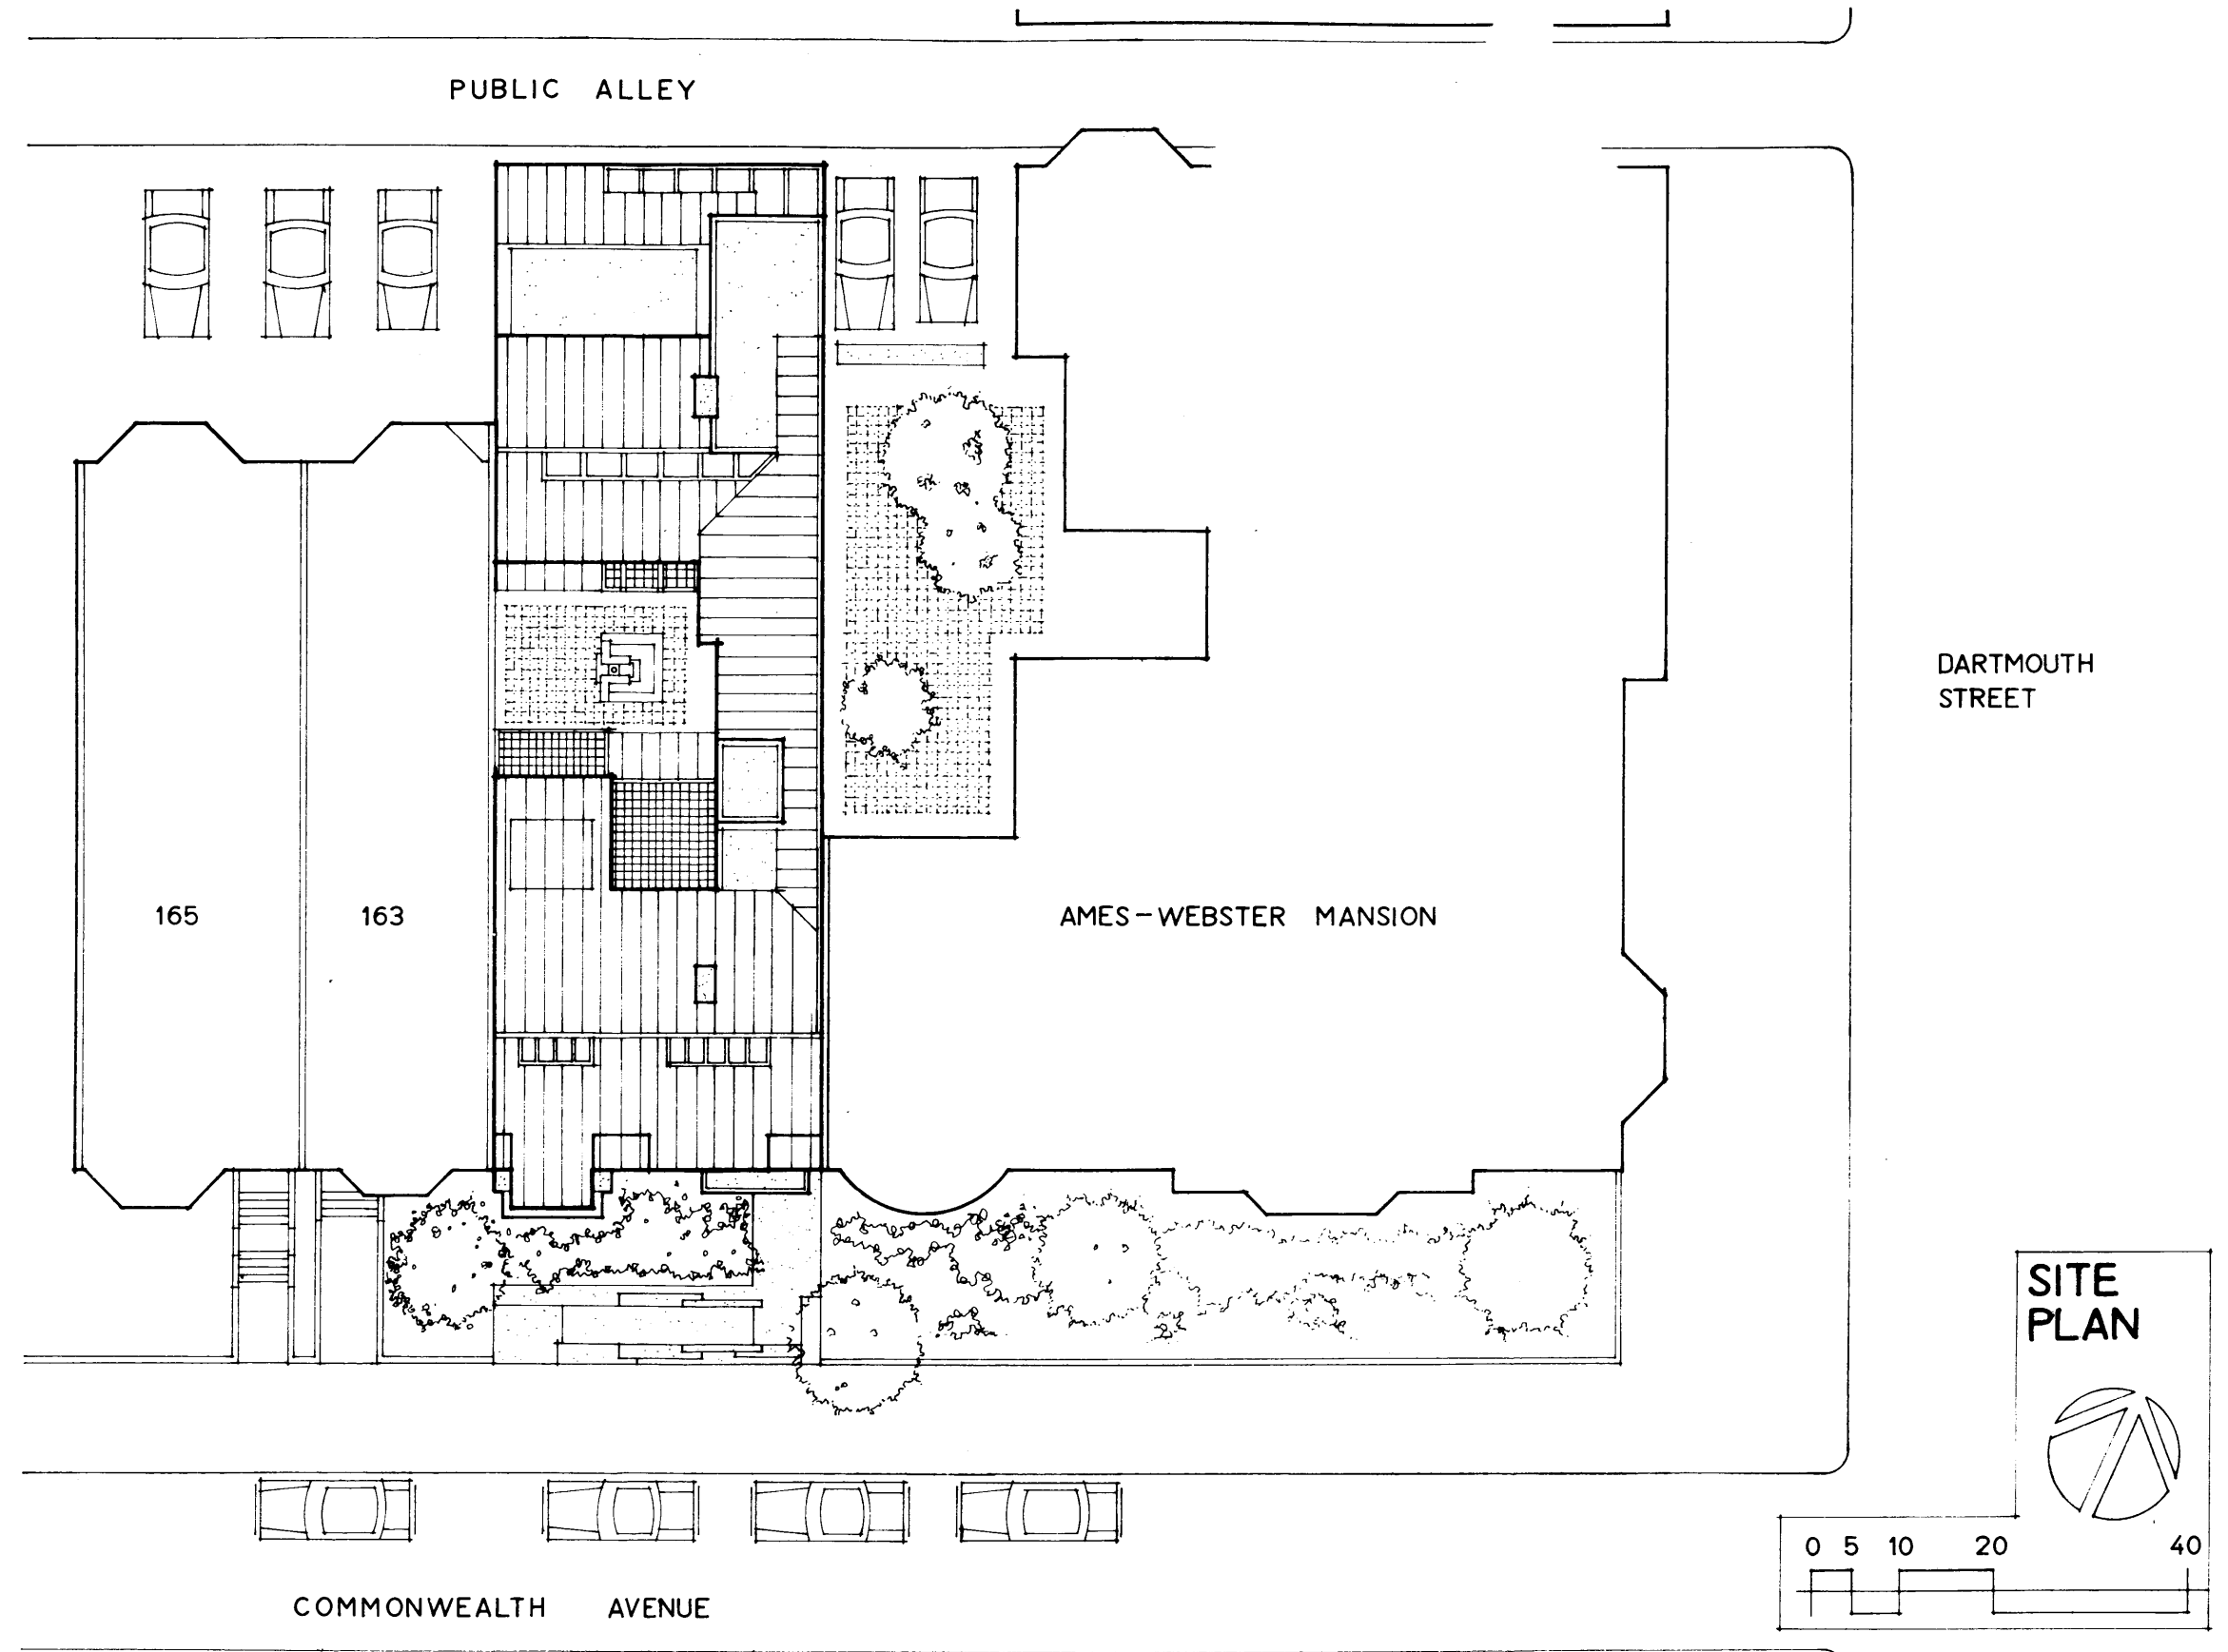 PUBLIC ALLEY
DARTMOUTH
STREET
165
163
AMES-WEBSTER MANSION
SITE
PLAN
0 5 10 20 40
COMMONWEALTH AVENUE